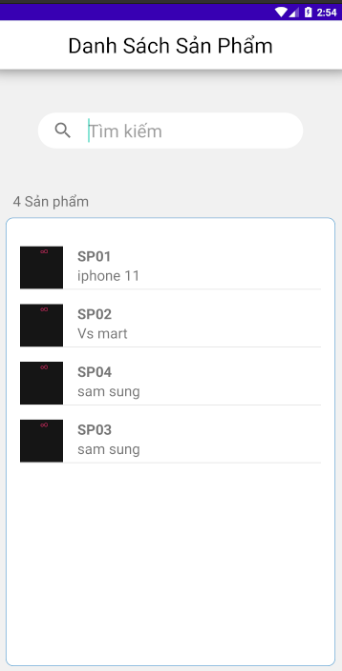 2:54
Danh Sách Sản Phẩm
Tìm kiếm
4 Sản phẩm
SP01
iphone 11
SP02
Vs mart
SP04
sam sung
SP03
sam sung